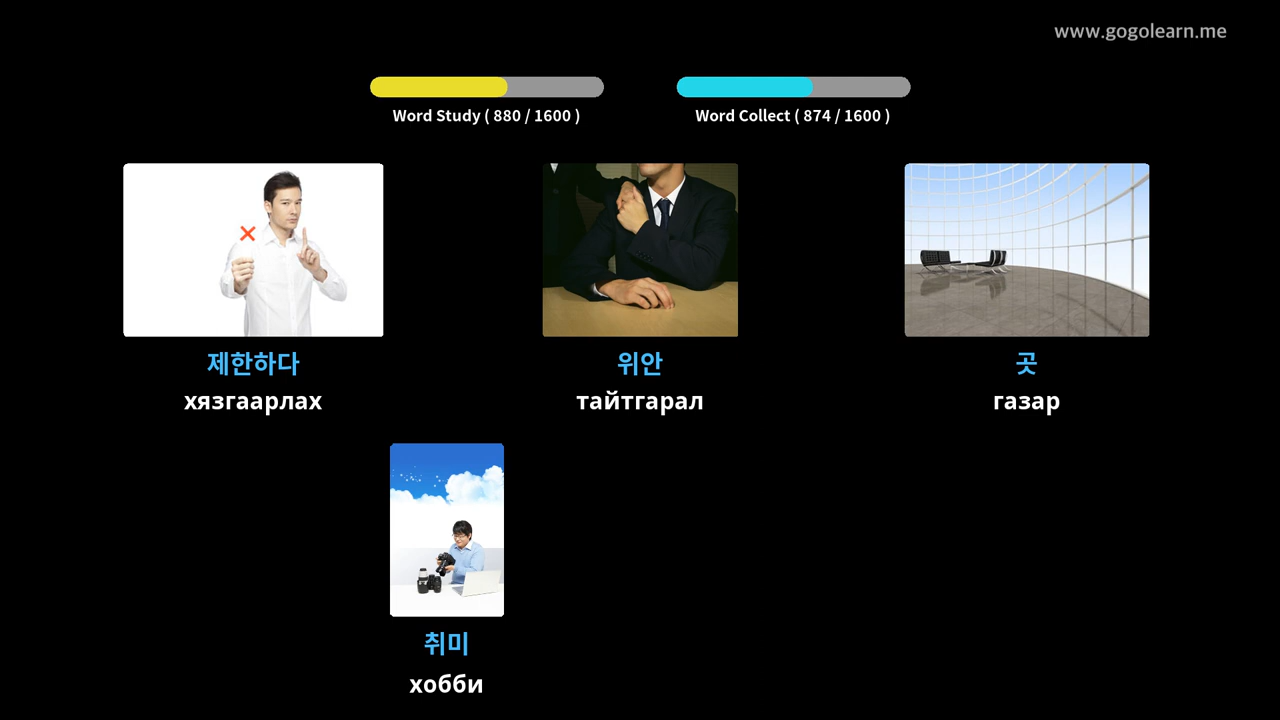 www.gogolearn.me
Word Study ( 880 / 1600 )
Word Collect ( 874 / 1600 )
제한하다
хязгаарлах
위안
тайтгарал
곳
газар
취미
хобби